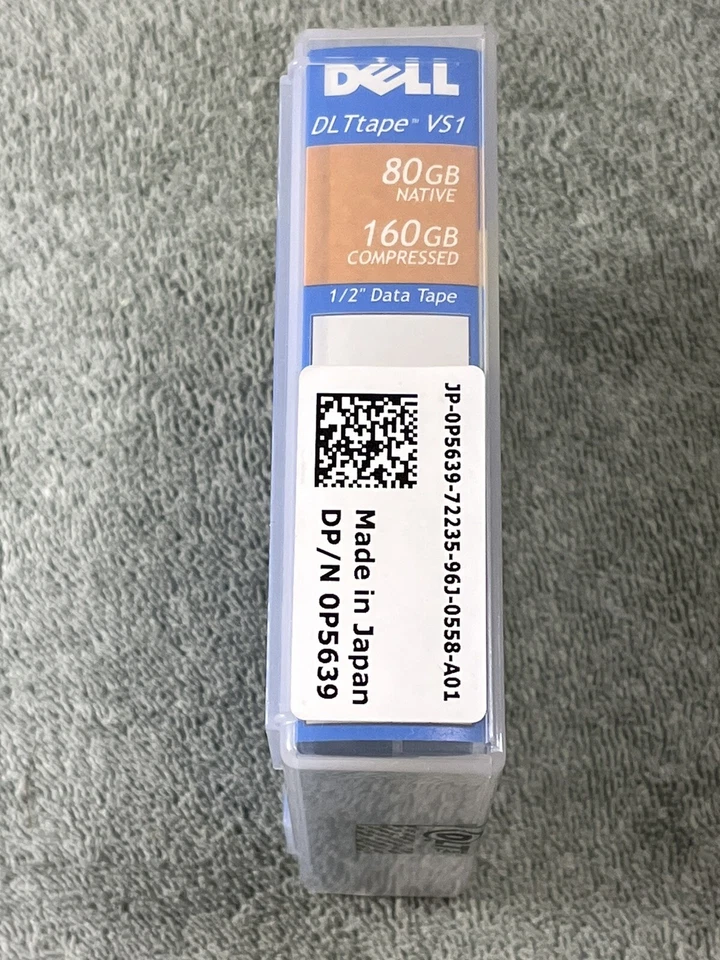 DELL
DLTtape™ VS1
80GB
NATIVE
160GB
COMPRESSED
1/2" Data Tape
JP-0P5639-72235-96J-0558-A01
Made in Japan
DP/N 0P5639